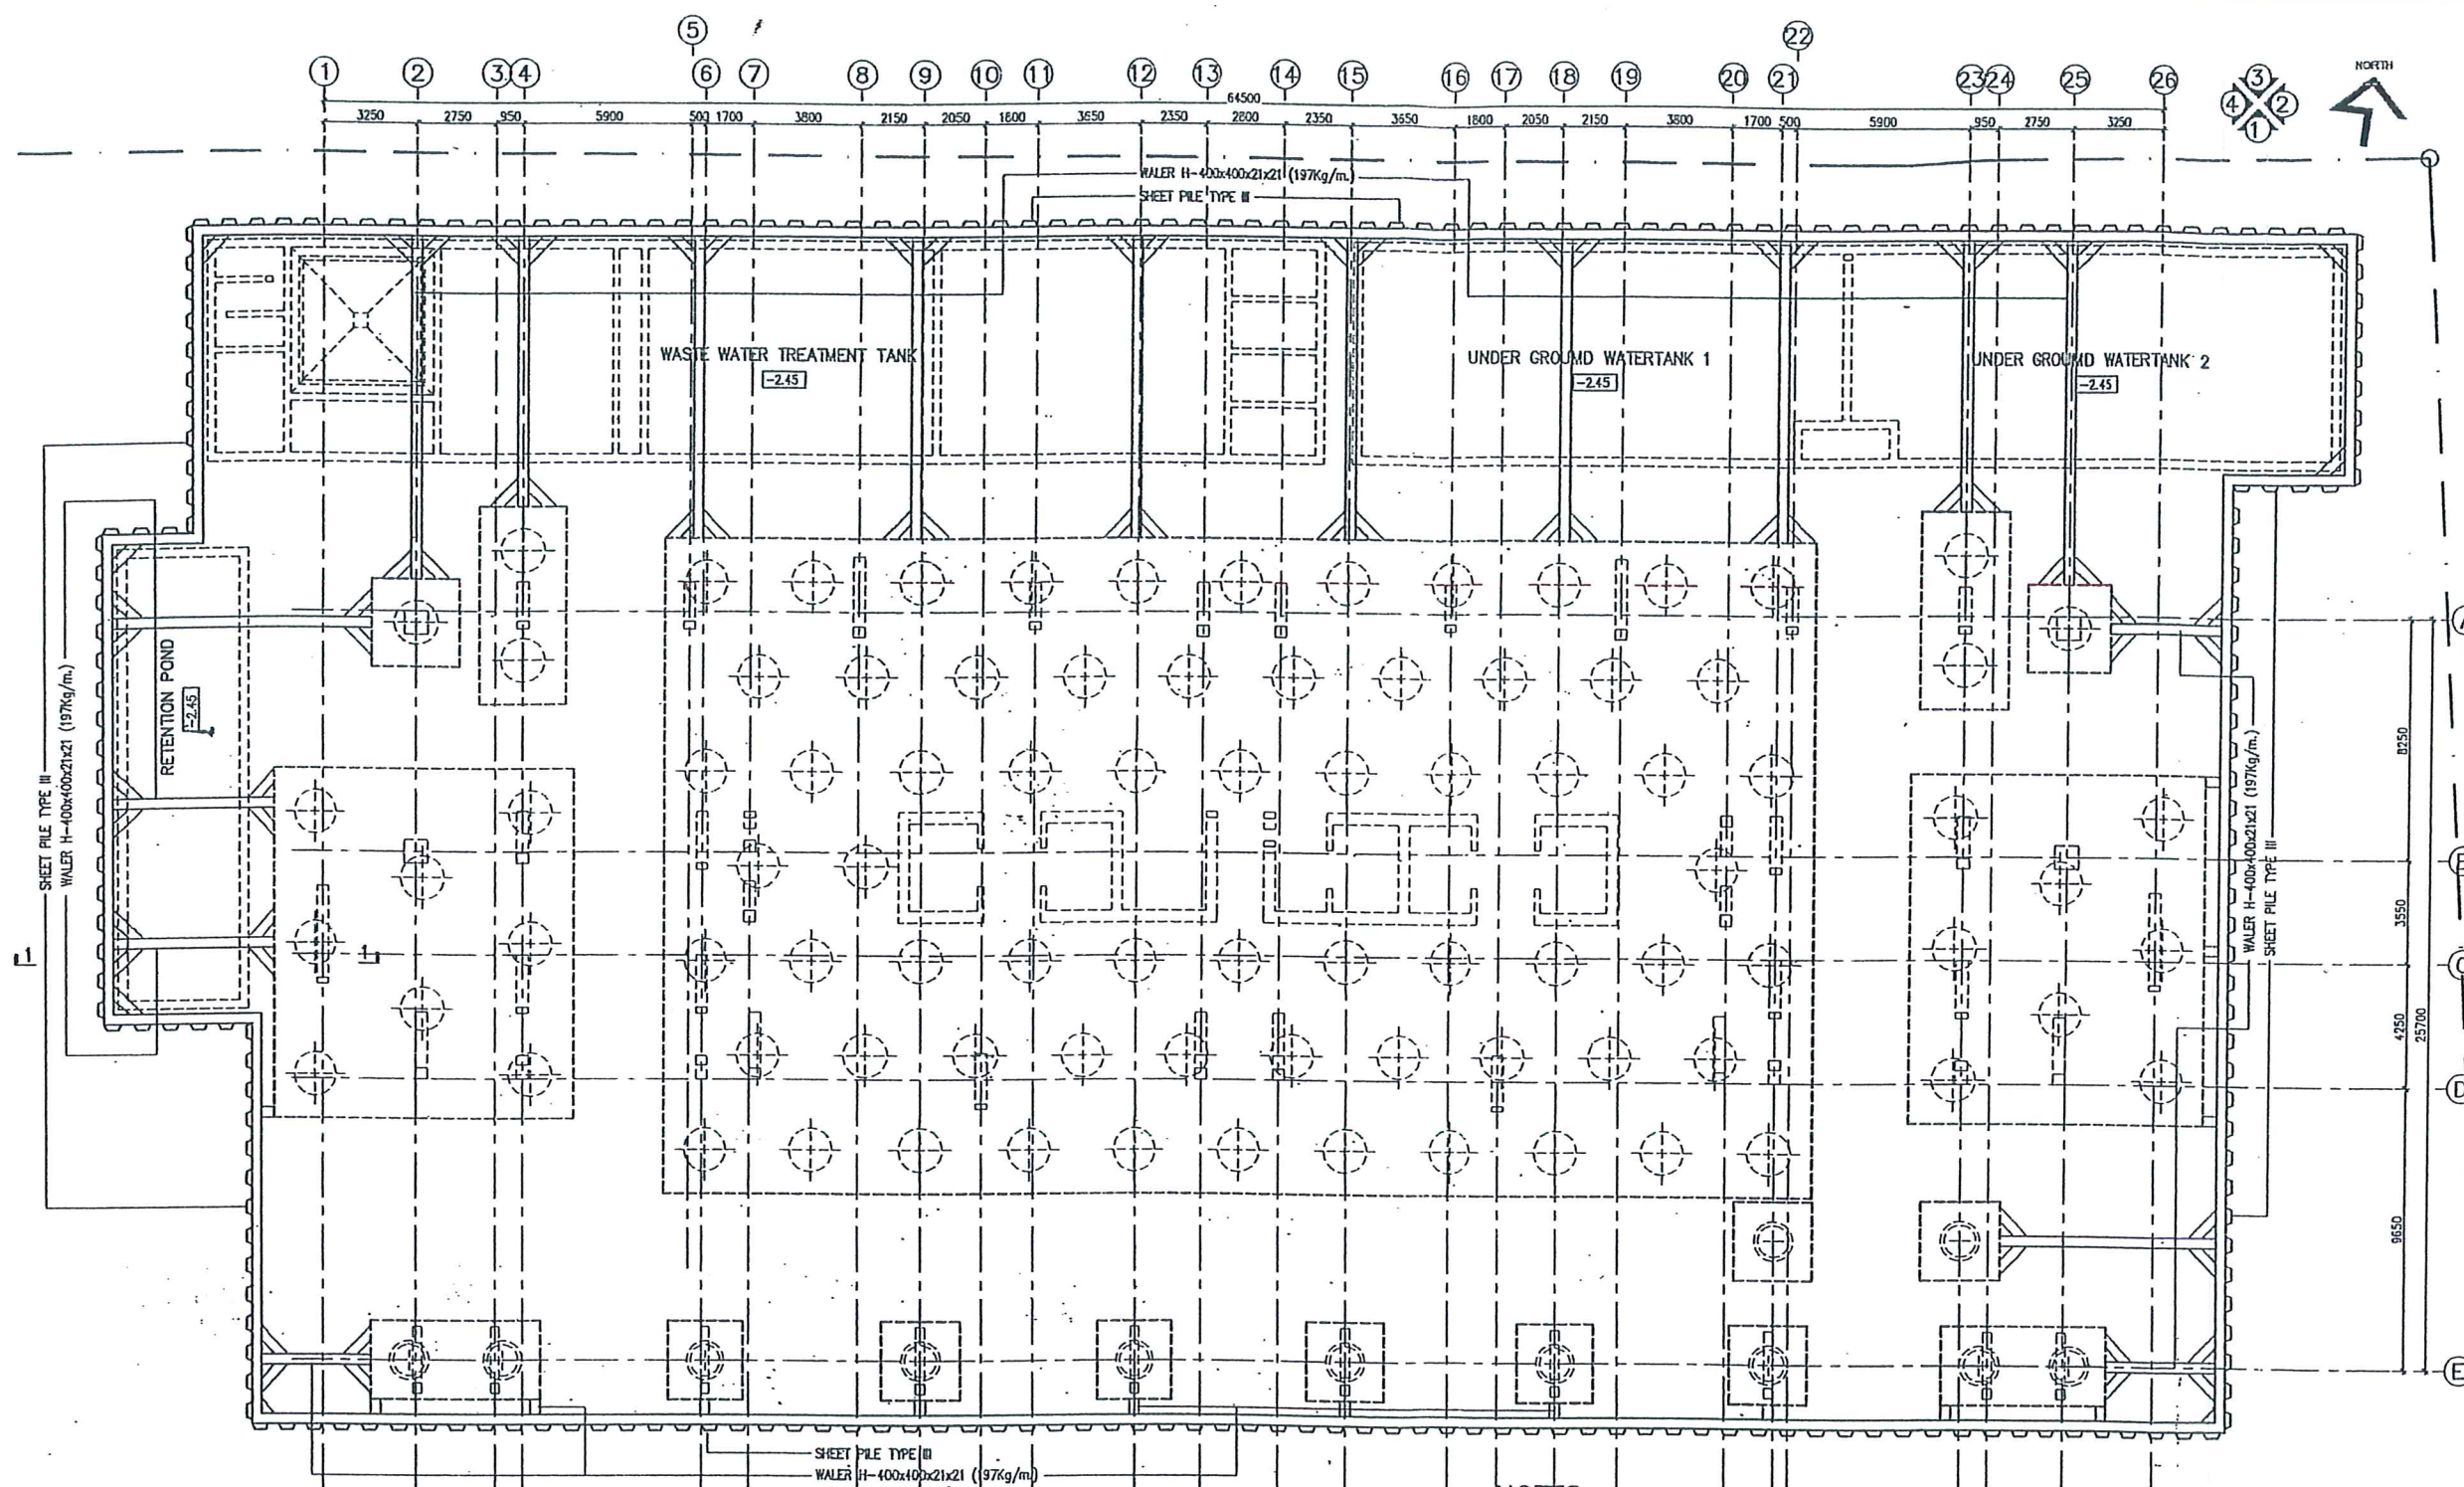 5
22
1 2 3 4 6 7 8 9 10 11 12 13 14 15 16 17 18 19 20 21 23 24 25 26
3
4 2
1
NORTH
64500
3250 2750 950 5900 500 1700 3800 2150 2050 1600 3650 2350 2800 2350 3650 1800 2050 2150 3800 1700 500 5900 950 2750 3250
WALER H-400x400x21x21 (197Kg/m.)
SHEET PILE TYPE III
WASTE WATER TREATMENT TANK
-2.45
UNDER GROUND WATERTANK 1
-2.45
UNDER GROUND WATERTANK 2
-2.45
SHEET PILE TYPE III
WALER H-400x400x21x21 (197Kg/m.)
RETENTION POND
-2.45
1 1
WALER H-400x400x21x21 (197Kg/m.)
SHEET PILE TYPE III
8250
3550
4250
25700
9650
A
B
C
D
E
SHEET PILE TYPE III
WALER H-400x400x21x21 (197Kg/m.)